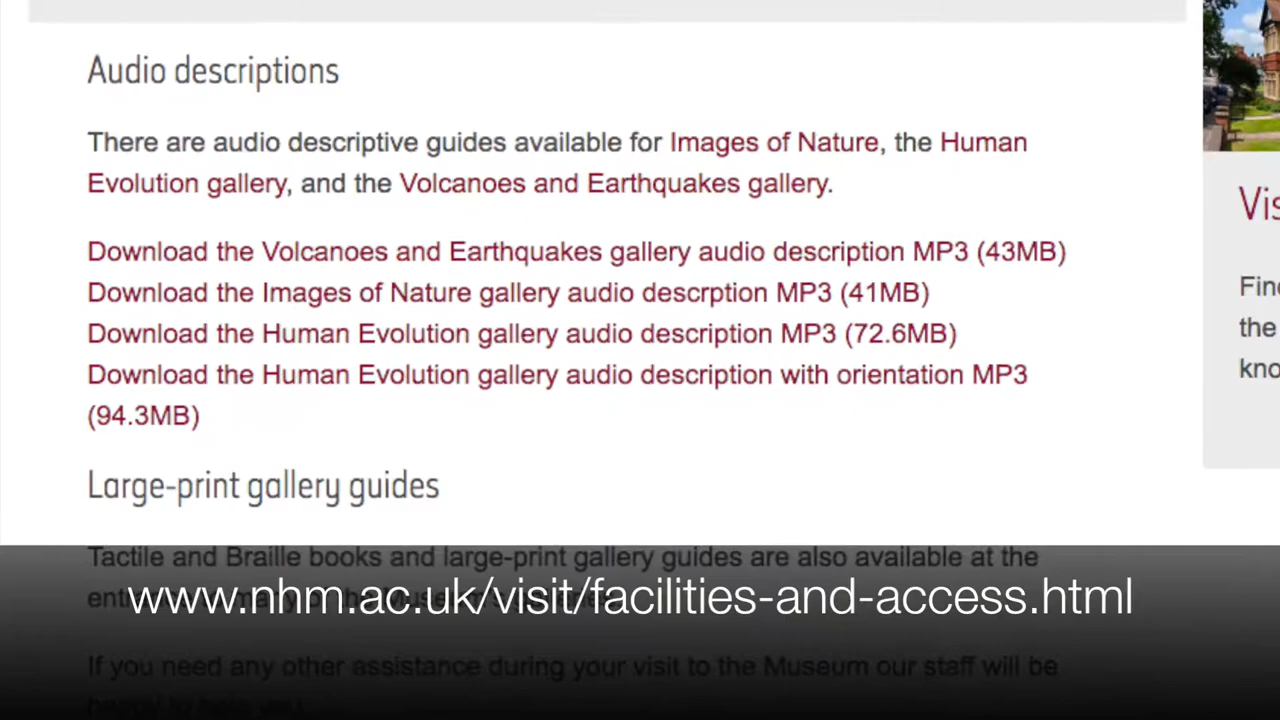 Audio descriptions
There are audio descriptive guides available for Images of Nature, the Human
Evolution gallery, and the Volcanoes and Earthquakes gallery.
Download the Volcanoes and Earthquakes gallery audio description MP3 (43MB)
Download the Images of Nature gallery audio descrption MP3 (41MB)
Download the Human Evolution gallery audio description MP3 (72.6MB)
Download the Human Evolution gallery audio description with orientation MP3
(94.3MB)
Large-print gallery guides
Tactile and Braille books and large-print gallery guides are also available at the
www.nhm.ac.uk/visit/facilities-and-access.html
If you need any other assistance during your visit to the Museum our staff will be
Vis
Find
the
kno